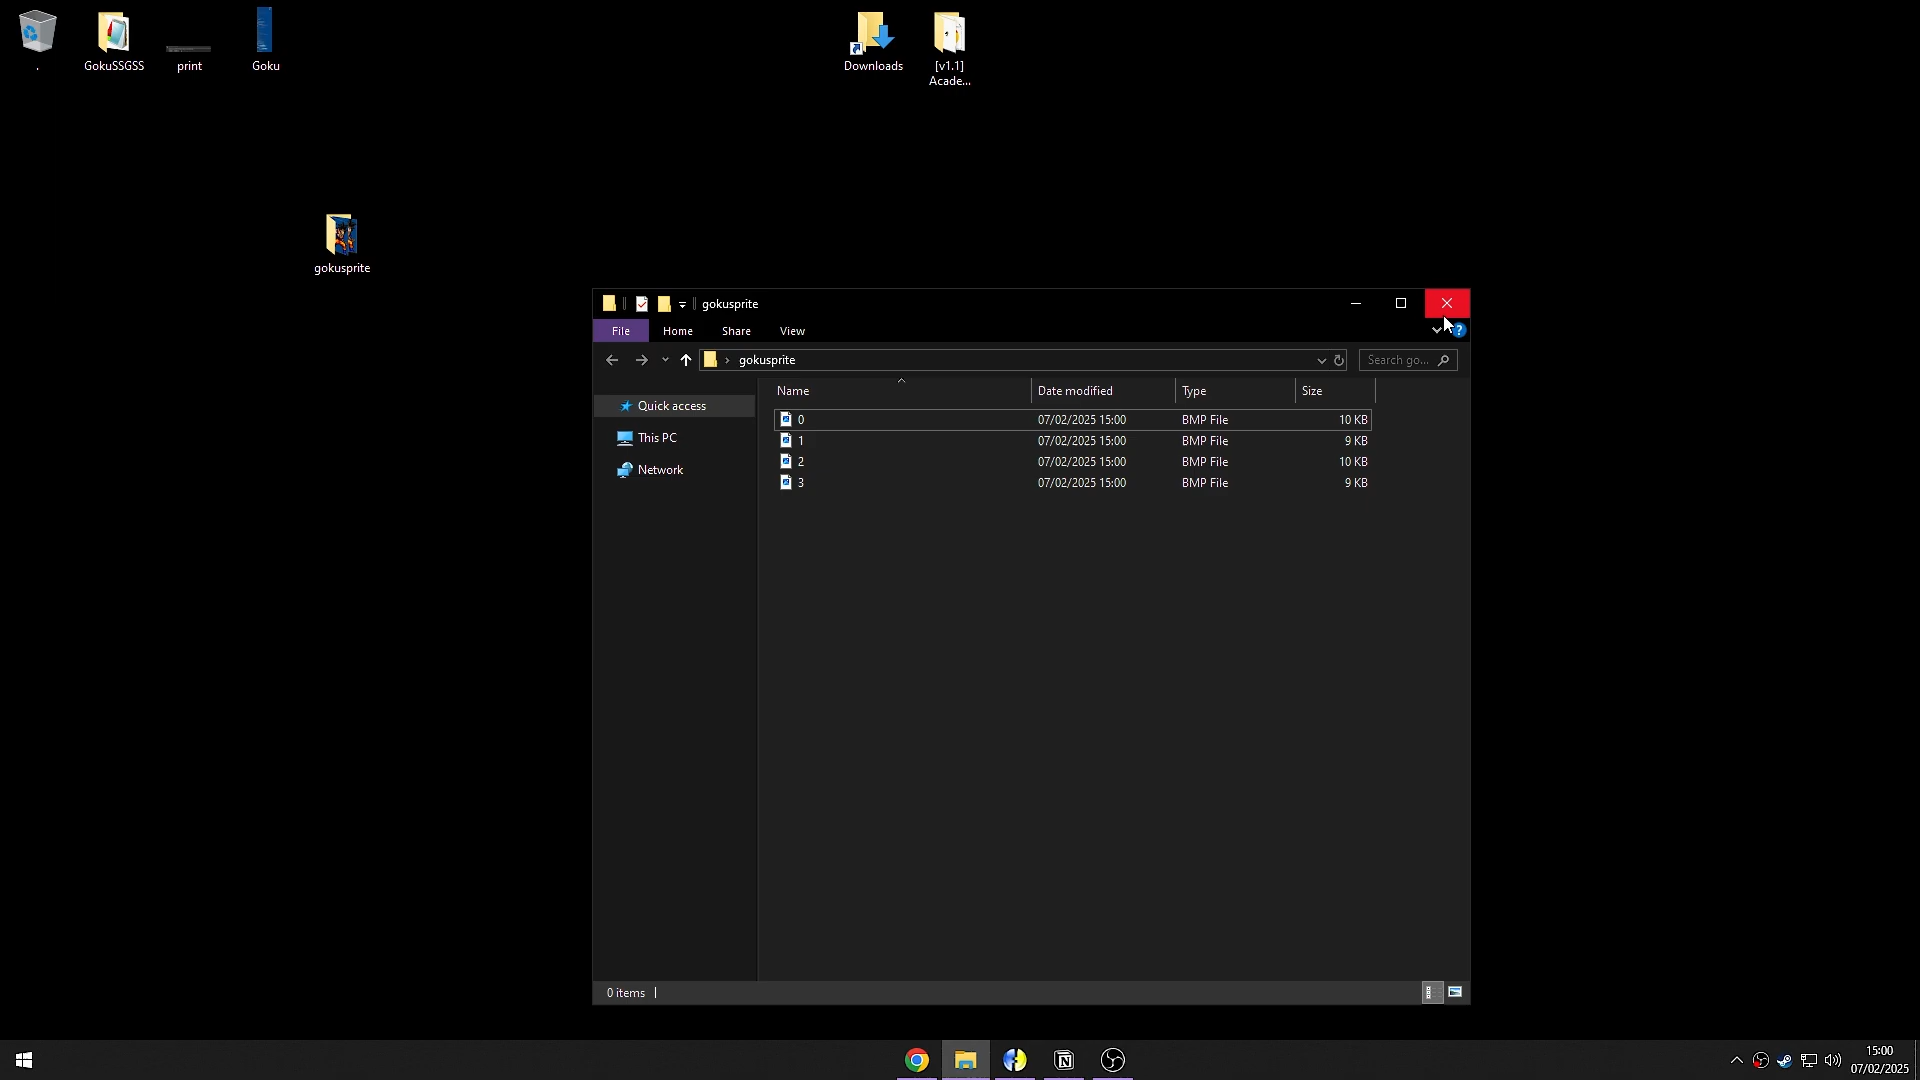 .
GokuSSGSS
print
Goku
Downloads
[v1.1]
Acade...
gokusprite
gokusprite
File
Home
Share
View
gokusprite
Search go...
Name
Date modified
Type
Size
0
07/02/2025 15:00
BMP File
10 KB
1
07/02/2025 15:00
BMP File
9 KB
2
07/02/2025 15:00
BMP File
10 KB
3
07/02/2025 15:00
BMP File
9 KB
Quick access
This PC
Network
0 items
15:00
07/02/2025